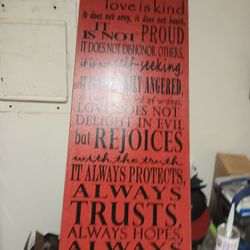 love is kind
It does not envy, it does not boast,
IT
IS NOT PROUD
IT DOES NOT DISHONOR OTHERS,
it is not self-seeking,
IT IS NOT EASILY ANGERED,
it keeps no record of wrongs,
LOVE DOES NOT
DELIGHT IN EVIL
but REJOICES
with the truth
IT ALWAYS PROTECTS,
ALWAYS
TRUSTS,
ALWAYS HOPES,
ALWAYS